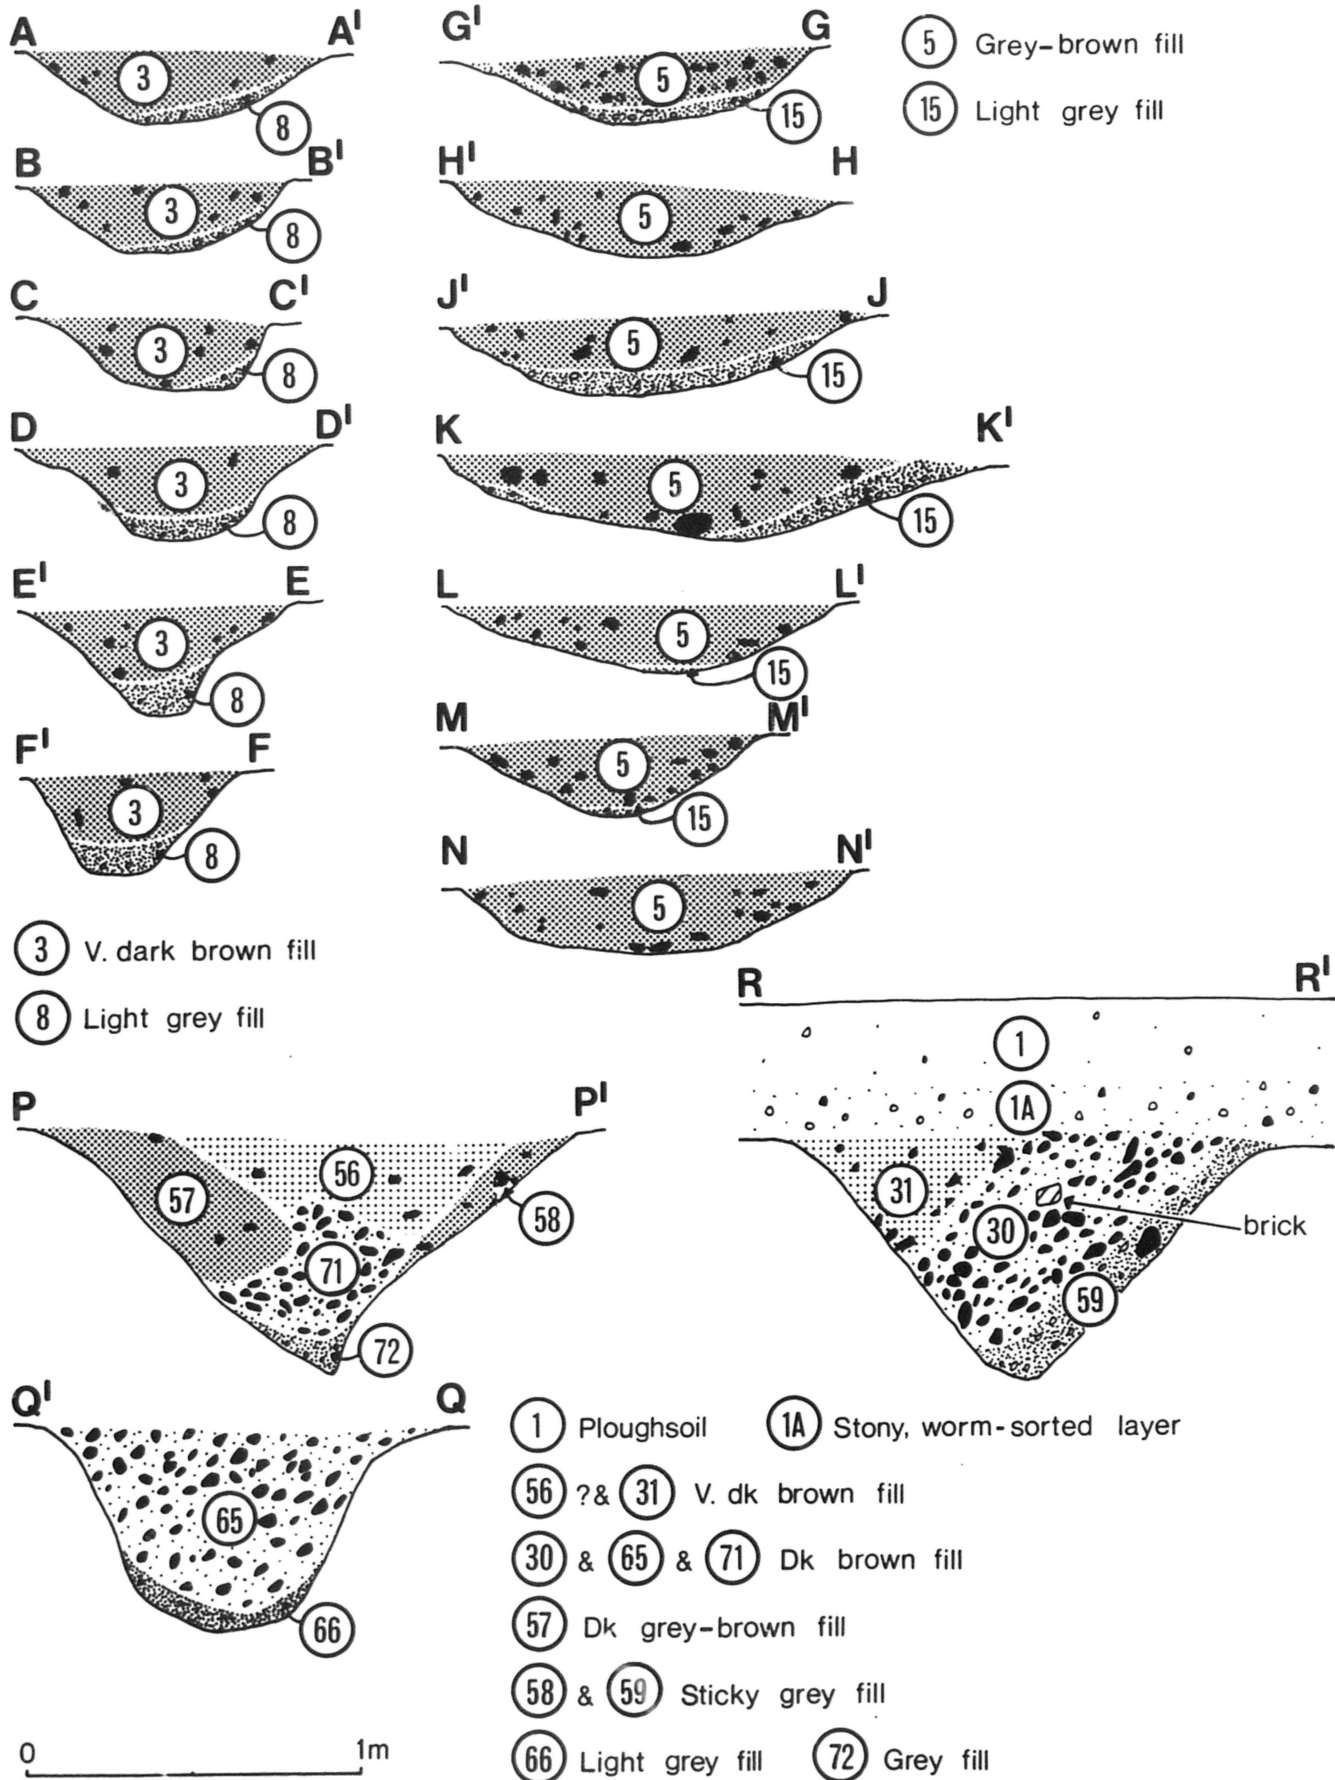 A A'
3
8
B B'
3
8
C C'
3
8
D D'
3
8
E' E
3
8
F' F
3
8
3 V. dark brown fill
8 Light grey fill
G' G
5
15
H' H
5
J' J
5
15
K K'
5
15
L L'
5
15
M M'
5
15
N N'
5
5 Grey-brown fill
15 Light grey fill
P P'
56
57
58
71
72
R R'
1
1A
31
30
brick
59
Q' Q
65
66
1 Ploughsoil 1A Stony, worm-sorted layer
56 ?& 31 V. dk brown fill
30 & 65 & 71 Dk brown fill
57 Dk grey-brown fill
58 & 59 Sticky grey fill
66 Light grey fill 72 Grey fill
0 1m